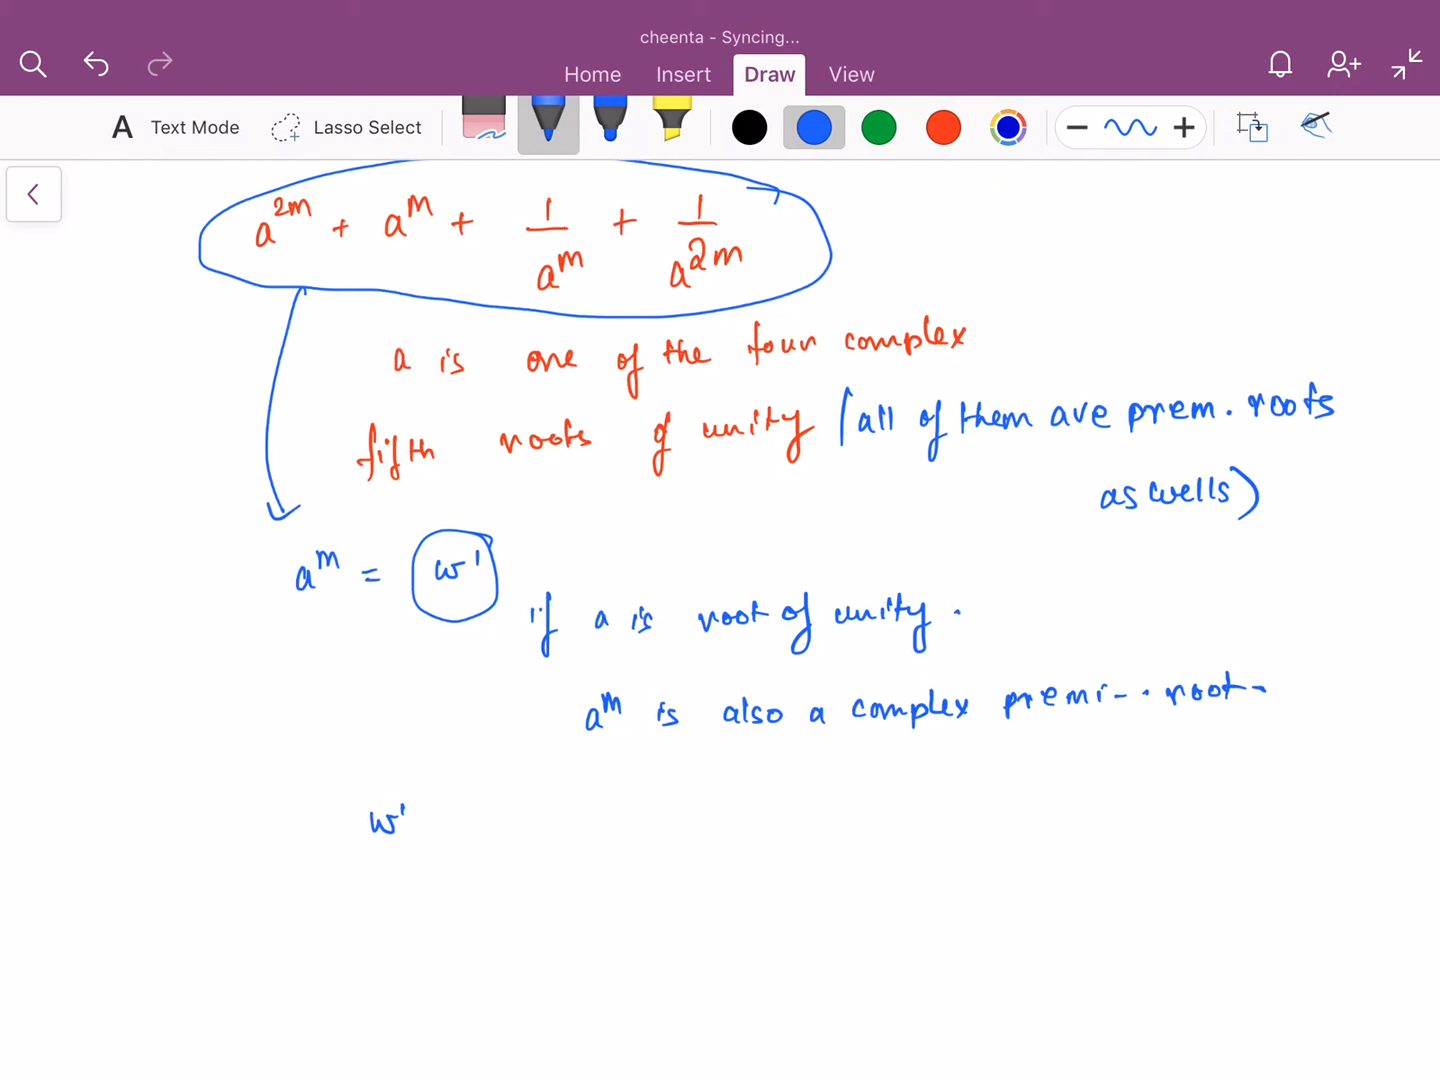 cheenta - Syncing...
Home Insert Draw View
A Text Mode Lasso Select
a^{2m} + a^m + 1/a^m + 1/a^{2m}
a is one of the four complex
fifth roots of unity (all of them are prem. roots
as wells)
a^m = w'
if a is root of unity.
a^m is also a complex premi-. root-
w'